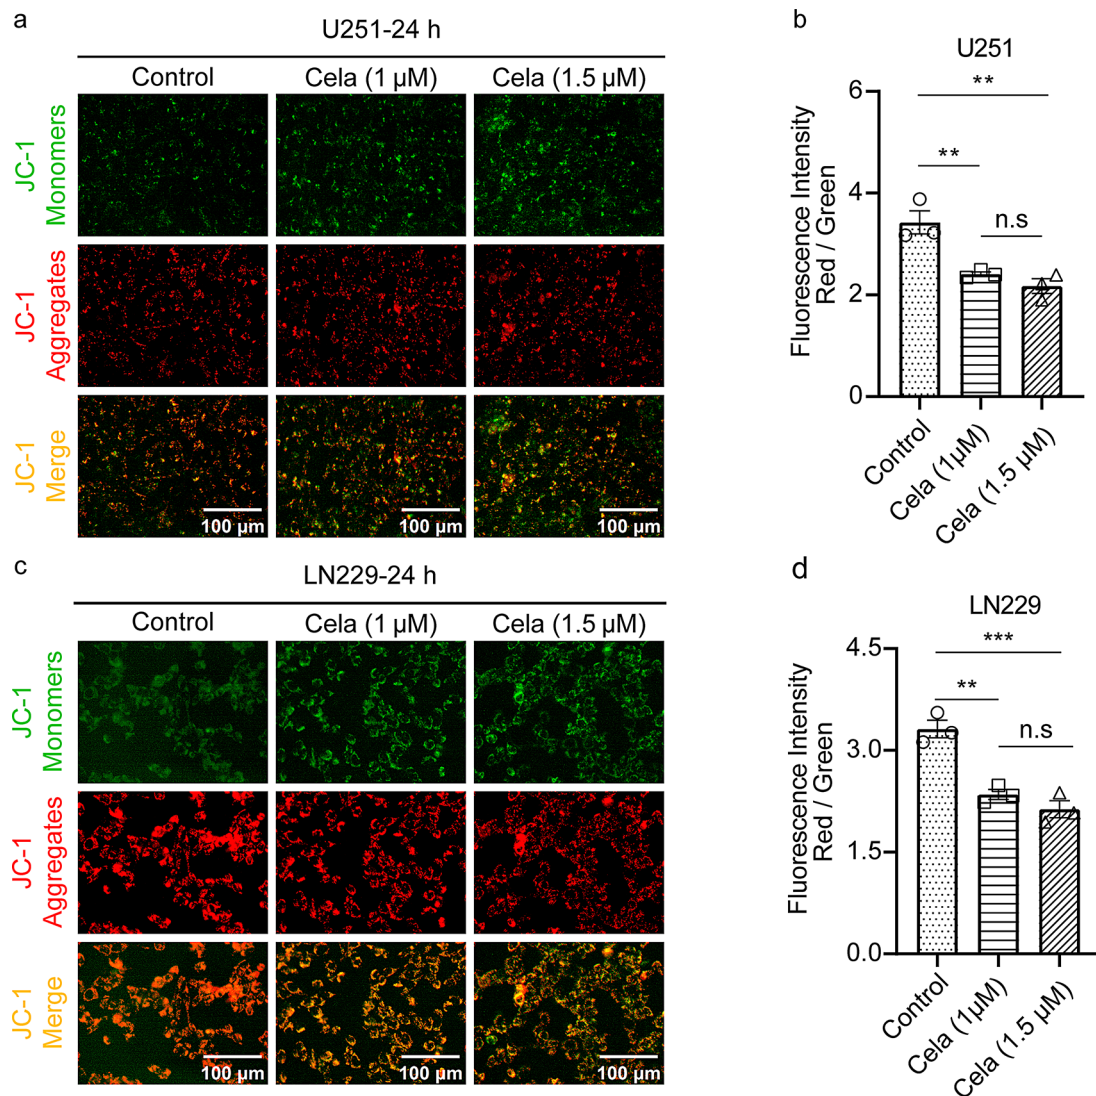 a
U251-24 h
Control
Cela (1 µM)
Cela (1.5 µM)
JC-1
Monomers
JC-1
Aggregates
JC-1
Merge
100 µm
100 µm
100 µm
b
U251
**
**
n.s
Fluorescence Intensity
Red / Green
6
4
2
0
Control
Cela (1µM)
Cela (1.5 µM)
c
LN229-24 h
Control
Cela (1 µM)
Cela (1.5 µM)
JC-1
Monomers
JC-1
Aggregates
JC-1
Merge
100 µm
100 µm
100 µm
d
LN229
***
**
n.s
Fluorescence Intensity
Red / Green
4.5
3.0
1.5
0.0
Control
Cela (1µM)
Cela (1.5 µM)